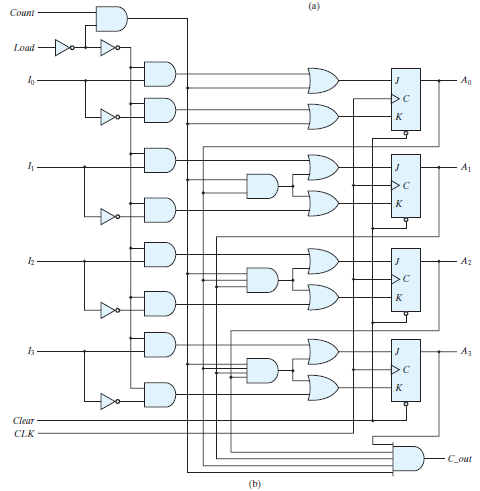 (a)
Count
Load
I0
J
A0
C
K
I1
J
A1
C
K
I2
J
A2
C
K
I3
J
A3
C
K
Clear
CLK
C_out
(b)